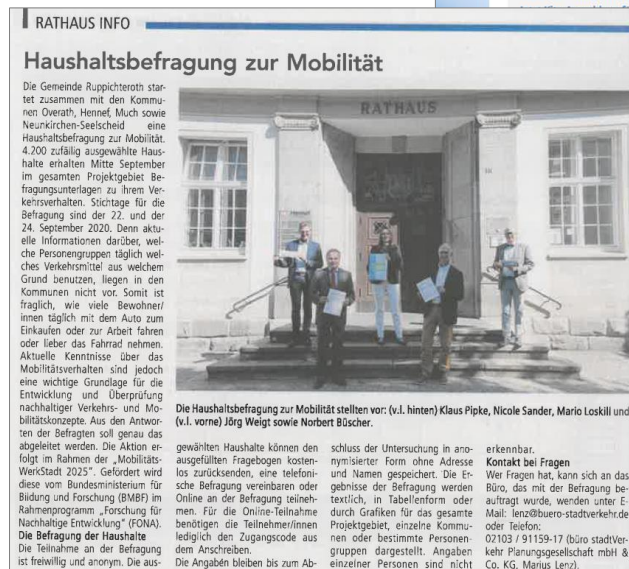 RATHAUS INFO
Haushaltsbefragung zur Mobilität
Die Gemeinde Ruppichteroth star-
tet zusammen mit den Kommu-
nen Overath, Hennef, Much sowie
Neunkirchen-Seelscheid eine
Haushaltsbefragung zur Mobilität.
4.200 zufällig ausgewählte Haus-
halte erhalten Mitte September
im gesamten Projektgebiet Be-
fragungsunterlagen zu ihrem Ver-
kehrsverhalten. Stichtage für die
Befragung sind der 22. und der
24. September 2020. Denn aktu-
elle Informationen darüber, wel-
che Personengruppen täglich wel-
ches Verkehrsmittel aus welchem
Grund benutzen, liegen in den
Kommunen nicht vor. Somit ist
fraglich, wie viele Bewohner/
innen täglich mit dem Auto zum
Einkaufen oder zur Arbeit fahren
oder lieber das Fahrrad nehmen.
Aktuelle Kenntnisse über das
Mobilitätsverhalten sind jedoch
eine wichtige Grundlage für die
Entwicklung und Überprüfung
nachhaltiger Verkehrs- und Mo-
bilitätskonzepte. Aus den Antwor-
ten der Befragten soll genau das
abgeleitet werden. Die Aktion er-
folgt im Rahmen der „Mobilitäts-
WerkStadt 2025". Gefördert wird
diese vom Bundesministerium für
Bildung und Forschung (BMBF) im
Rahmenprogramm „Forschung für
Nachhaltige Entwicklung" (FONA).
Die Befragung der Haushalte
Die Teilnahme an der Befragung
ist freiwillig und anonym. Die aus-
RATHAUS
Die Haushaltsbefragung zur Mobilität stellten vor: (v.l. hinten) Klaus Pipke, Nicole Sander, Mario Loskill und
(v.l. vorne) Jörg Weigt sowie Norbert Büscher.
gewählten Haushalte können den
ausgefüllten Fragebogen kosten-
los zurücksenden, eine telefoni-
sche Befragung vereinbaren oder
Online an der Befragung teilneh-
men. Für die Online-Teilnahme
benötigen die Teilnehmer/innen
lediglich den Zugangscode aus
dem Anschreiben.
Die Angaben bleiben bis zum Ab-
schluss der Untersuchung in ano-
nymisierter Form ohne Adresse
und Namen gespeichert. Die Er-
gebnisse der Befragung werden
textlich, in Tabellenform oder
durch Grafiken für das gesamte
Projektgebiet, einzelne Kommu-
nen oder bestimmte Personen-
gruppen dargestellt. Angaben
einzelner Personen sind nicht
erkennbar.
Kontakt bei Fragen
Wer Fragen hat, kann sich an das
Büro, das mit der Befragung be-
auftragt wurde, wenden unter E-
Mail: lenz@buero-stadtverkehr.de
oder Telefon:
02103 / 91159-17 (büro stadtVer-
kehr Planungsgesellschaft mbH &
Co. KG, Marius Lenz).